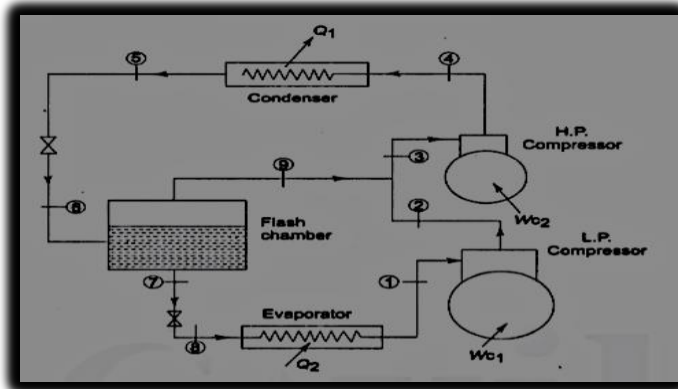 Q1
⑤
④
Condenser
H.P.
Compressor
③
⑨
⑥
Flash
chamber
②
Wc2
L.P.
Compressor
⑦
①
Evaporator
⑧
Q2
Wc1